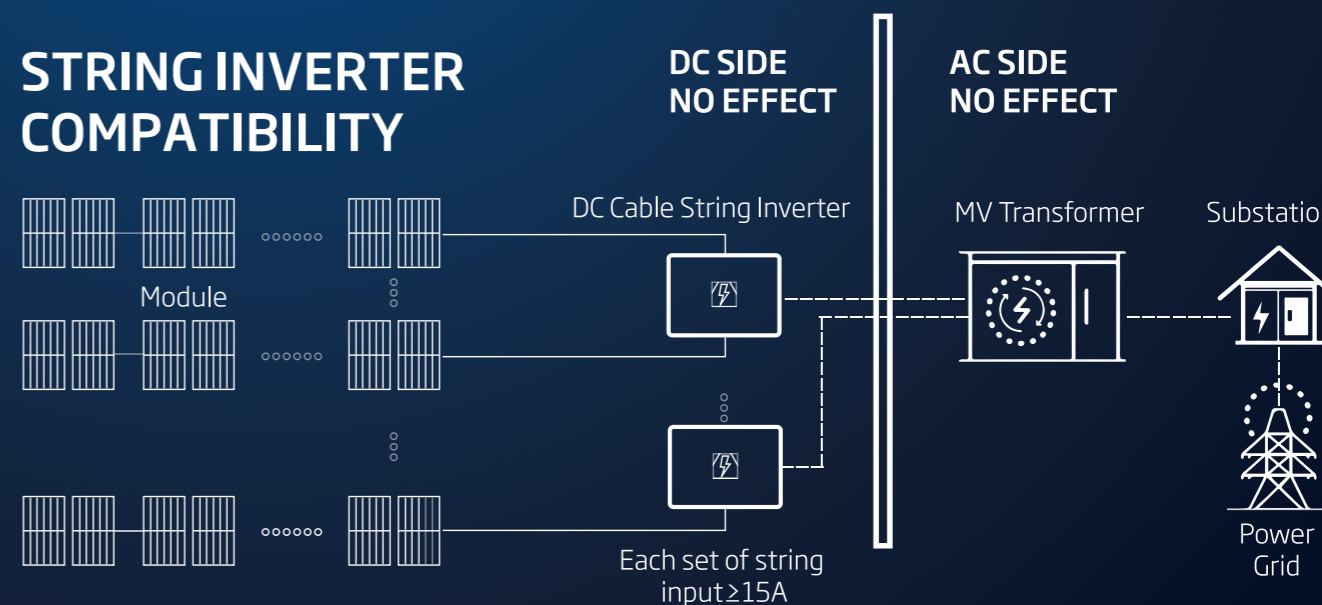 STRING INVERTER
COMPATIBILITY
DC SIDE
NO EFFECT
AC SIDE
NO EFFECT
DC Cable String Inverter
MV Transformer
Substatio
Module
Each set of string
input≥15A
Power
Grid